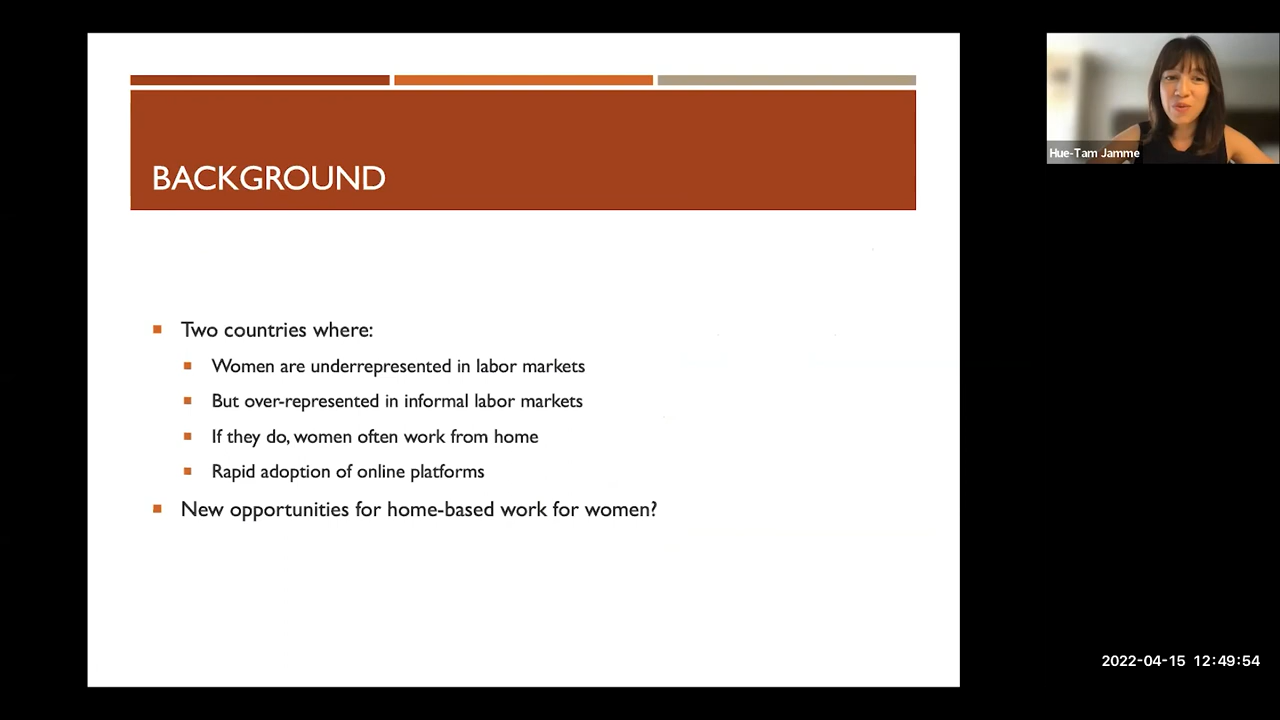 BACKGROUND
Two countries where:
Women are underrepresented in labor markets
But over-represented in informal labor markets
If they do, women often work from home
Rapid adoption of online platforms
New opportunities for home-based work for women?
Hue-Tam Jamme
2022-04-15 12:49:54